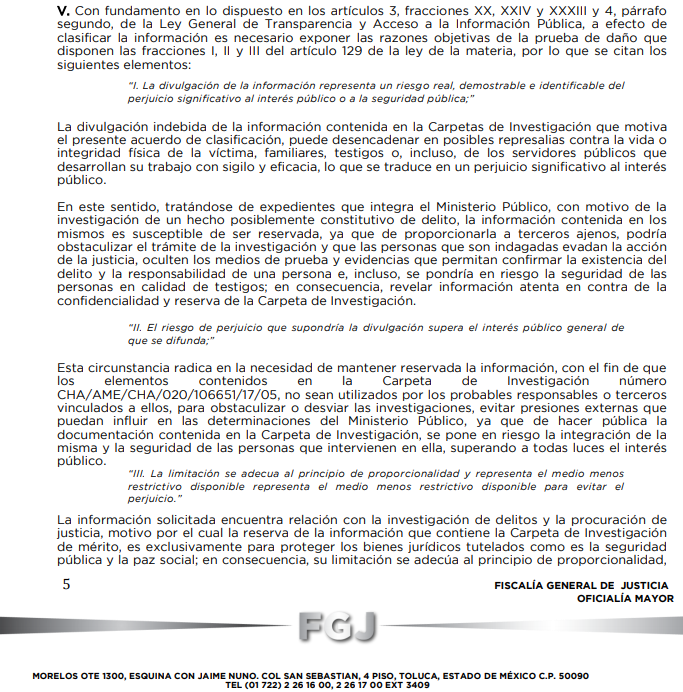 V. Con fundamento en lo dispuesto en los artículos 3, fracciones XX, XXIV y XXXIII y 4, párrafo
segundo, de la Ley General de Transparencia y Acceso a la Información Pública, a efecto de
clasificar la información es necesario exponer las razones objetivas de la prueba de daño que
disponen las fracciones I, II y III del artículo 129 de la ley de la materia, por lo que se citan los
siguientes elementos:
"I. La divulgación de la información representa un riesgo real, demostrable e identificable del
perjuicio significativo al interés público o a la seguridad pública;"
La divulgación indebida de la información contenida en la Carpetas de Investigación que motiva
el presente acuerdo de clasificación, puede desencadenar en posibles represalias contra la vida o
integridad física de la víctima, familiares, testigos o, incluso, de los servidores públicos que
desarrollan su trabajo con sigilo y eficacia, lo que se traduce en un perjuicio significativo al interés
público.
En este sentido, tratándose de expedientes que integra el Ministerio Público, con motivo de la
investigación de un hecho posiblemente constitutivo de delito, la información contenida en los
mismos es susceptible de ser reservada, ya que de proporcionarla a terceros ajenos, podría
obstaculizar el trámite de la investigación y que las personas que son indagadas evadan la acción
de la justicia, oculten los medios de prueba y evidencias que permitan confirmar la existencia del
delito y la responsabilidad de una persona e, incluso, se pondría en riesgo la seguridad de las
personas en calidad de testigos; en consecuencia, revelar información atenta en contra de la
confidencialidad y reserva de la Carpeta de Investigación.
"II. El riesgo de perjuicio que supondría la divulgación supera el interés público general de
que se difunda;"
Esta circunstancia radica en la necesidad de mantener reservada la información, con el fin de que
los elementos contenidos en la Carpeta de Investigación número
CHA/AME/CHA/020/106651/17/05, no sean utilizados por los probables responsables o terceros
vinculados a ellos, para obstaculizar o desviar las investigaciones, evitar presiones externas que
puedan influir en las determinaciones del Ministerio Público, ya que de hacer pública la
documentación contenida en la Carpeta de Investigación, se pone en riesgo la integración de la
misma y la seguridad de las personas que intervienen en ella, superando a todas luces el interés
público.
"III. La limitación se adecua al principio de proporcionalidad y representa el medio menos
restrictivo disponible representa el medio menos restrictivo disponible para evitar el
perjuicio."
La información solicitada encuentra relación con la investigación de delitos y la procuración de
justicia, motivo por el cual la reserva de la información que contiene la Carpeta de Investigación
de mérito, es exclusivamente para proteger los bienes jurídicos tutelados como es la seguridad
pública y la paz social; en consecuencia, su limitación se adecúa al principio de proporcionalidad,
5
FISCALÍA GENERAL DE JUSTICIA
OFICIALÍA MAYOR
FGJ
MORELOS OTE 1300, ESQUINA CON JAIME NUNO. COL SAN SEBASTIAN, 4 PISO, TOLUCA, ESTADO DE MÉXICO C.P. 50090
TEL (01 722) 2 26 16 00, 2 26 17 00 EXT 3409